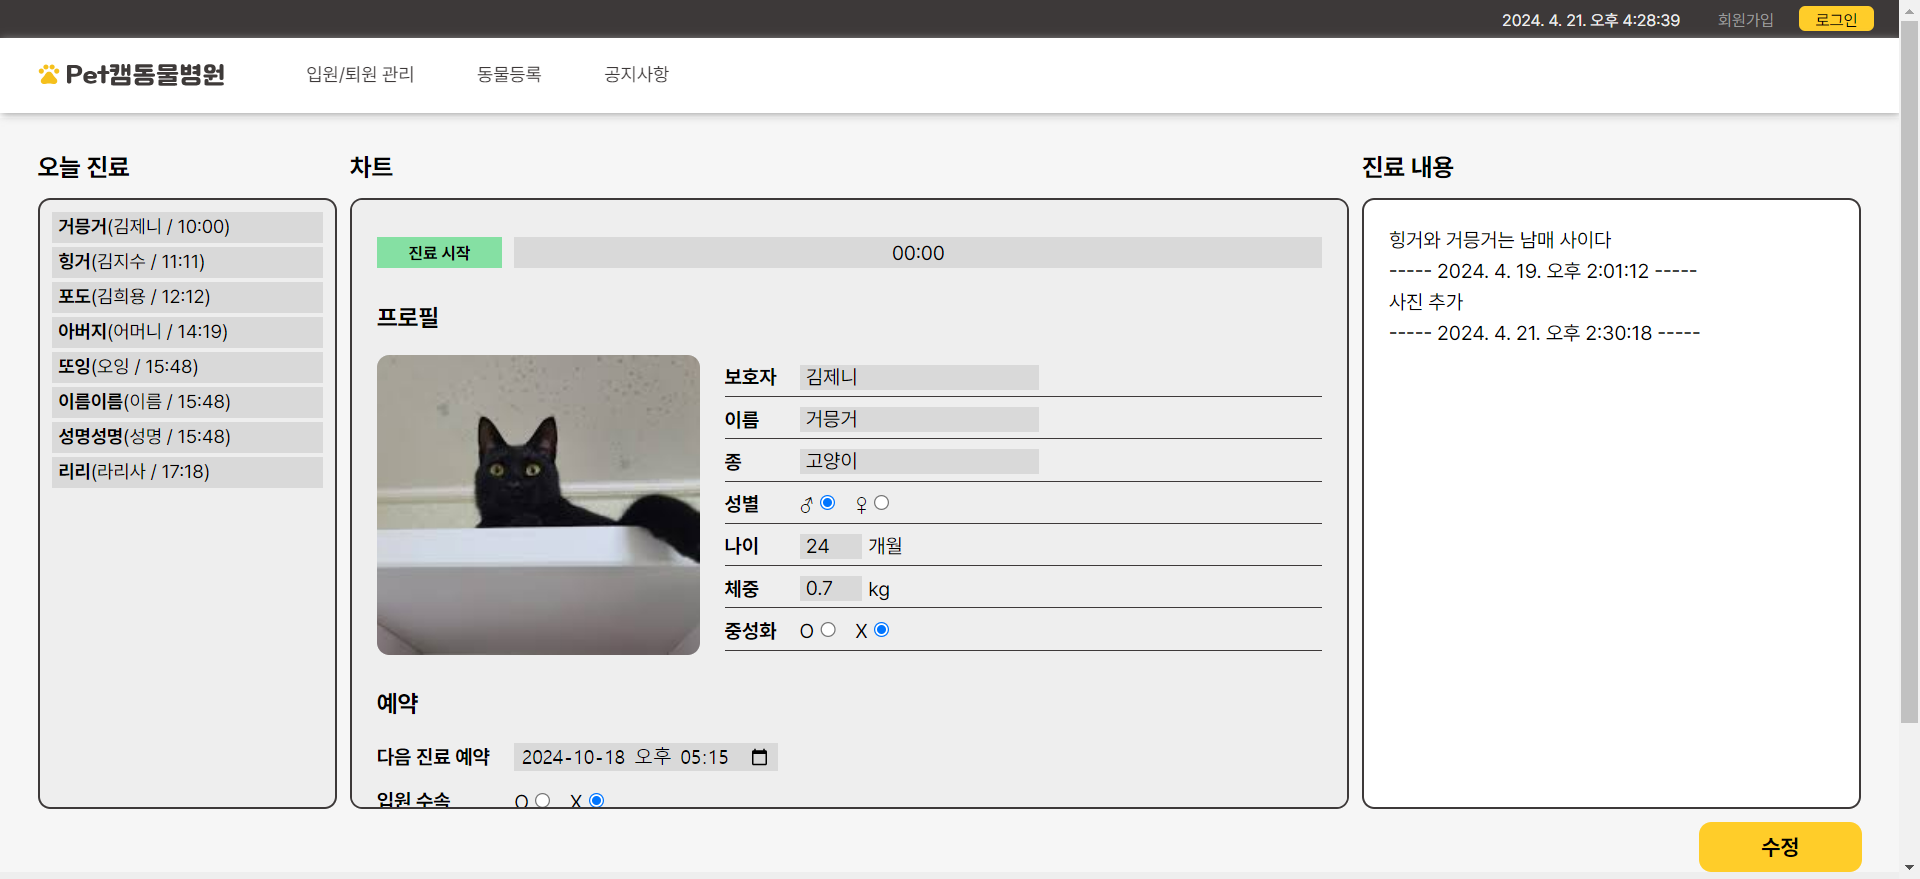 2024. 4. 21. 오후 4:28:39 회원가입 로그인
Pet캠동물병원 입원/퇴원 관리 동물등록 공지사항
오늘 진료
거믕거(김제니 / 10:00)
힝거(김지수 / 11:11)
포도(김희용 / 12:12)
아버지(어머니 / 14:19)
또잉(오잉 / 15:48)
이름이름(이름 / 15:48)
성명성명(성명 / 15:48)
리리(라리사 / 17:18)
차트
진료 시작 00:00
프로필
보호자 김제니
이름 거믕거
종 고양이
성별 ♂ ♀
나이 24 개월
체중 0.7 kg
중성화 O X
예약
다음 진료 예약 2024-10-18 오후 05:15
입원 수속 O X
진료 내용
힝거와 거믕거는 남매 사이다
----- 2024. 4. 19. 오후 2:01:12 -----
사진 추가
----- 2024. 4. 21. 오후 2:30:18 -----
수정